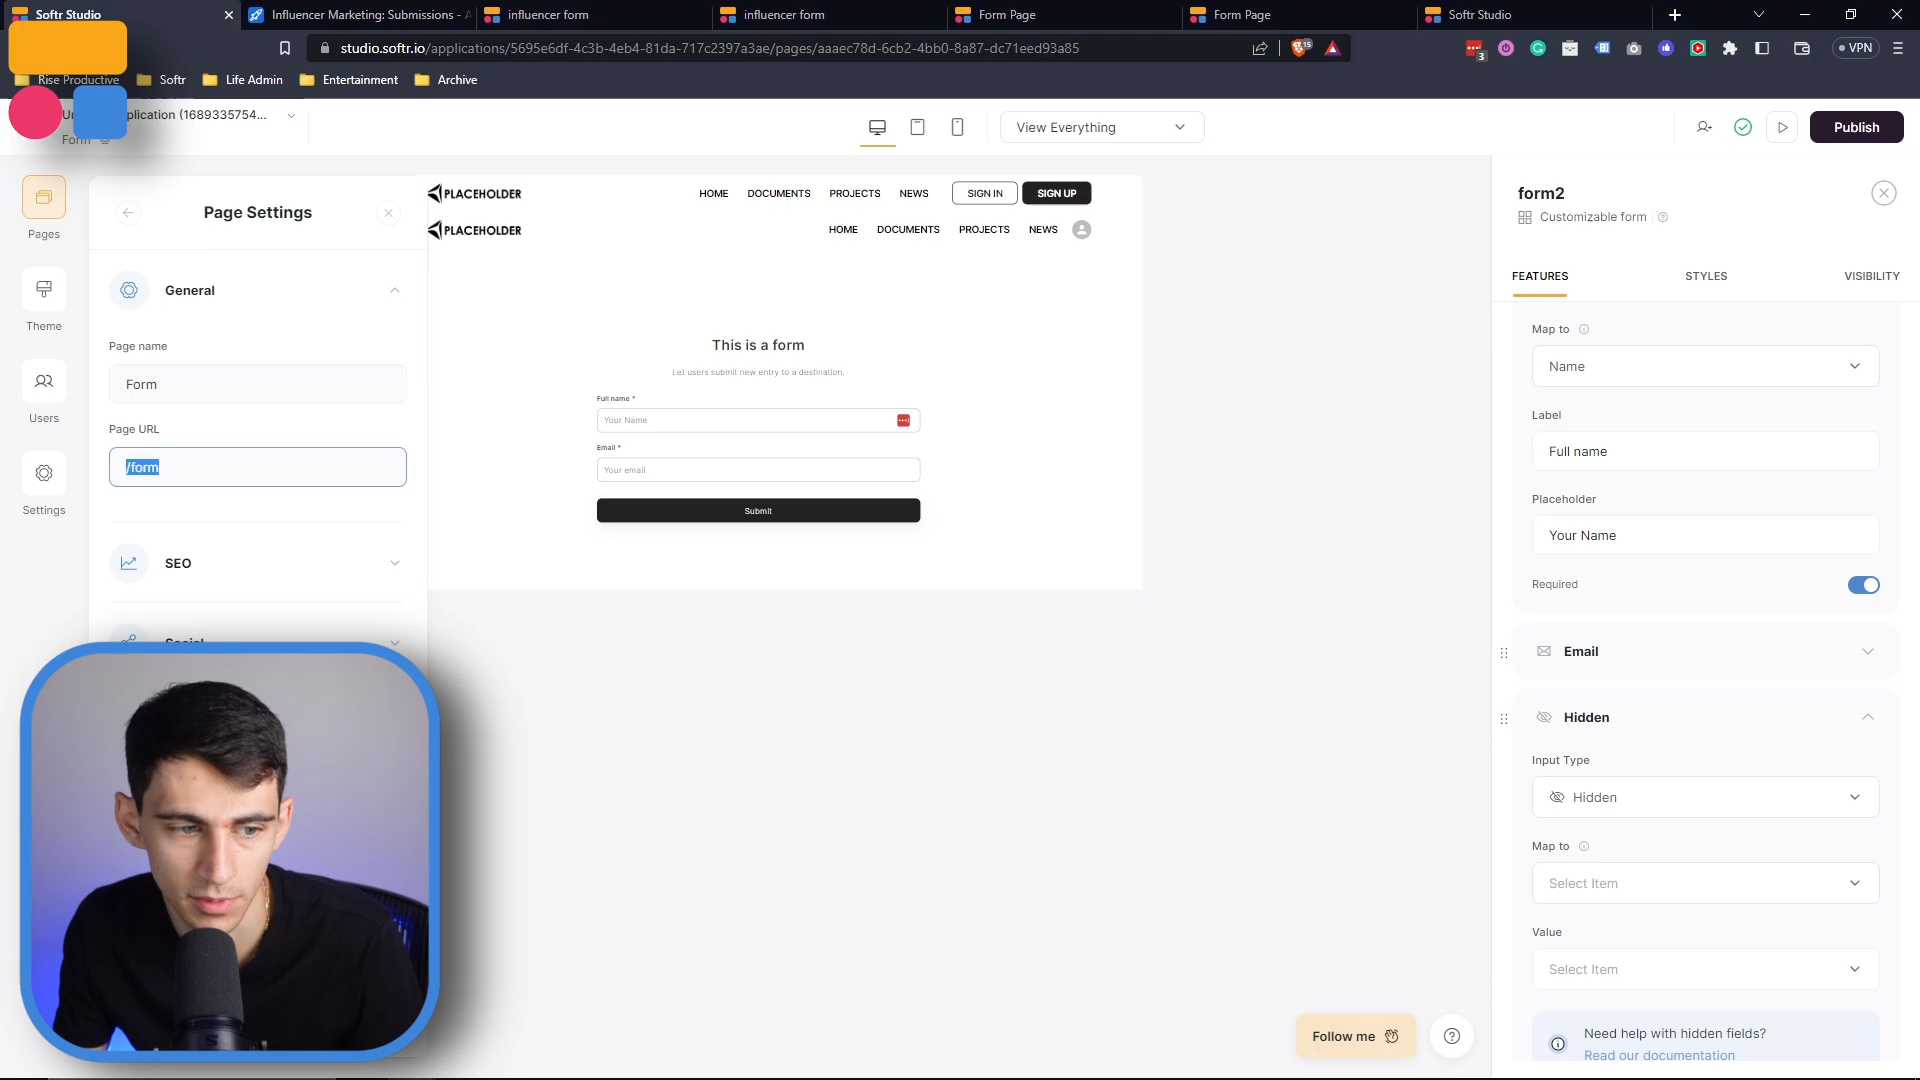 Softr Studio
Influencer Marketing: Submissions - A
influencer form
influencer form
Form Page
Form Page
Softr Studio
studio.softr.io/applications/5695e6df-4c3b-4eb4-81da-717c2397a3ae/pages/aaaec78d-6cb2-4bb0-8a87-dc71eed93a85
15
3
VPN
Rise Productive
Softr
Life Admin
Entertainment
Archive
plication (1689335754...
Form
View Everything
Publish
Pages
Theme
Users
Settings
Page Settings
General
Page name
Form
Page URL
/form
SEO
Social
PLACEHOLDER
HOME
DOCUMENTS
PROJECTS
NEWS
SIGN IN
SIGN UP
PLACEHOLDER
HOME
DOCUMENTS
PROJECTS
NEWS
This is a form
Let users submit new entry to a destination.
Full name *
Your Name
Email *
Your email
Submit
form2
Customizable form
FEATURES
STYLES
VISIBILITY
Map to
Name
Label
Full name
Placeholder
Your Name
Required
Email
Hidden
Input Type
Hidden
Map to
Select Item
Value
Select Item
Need help with hidden fields?
Read our documentation
Follow me